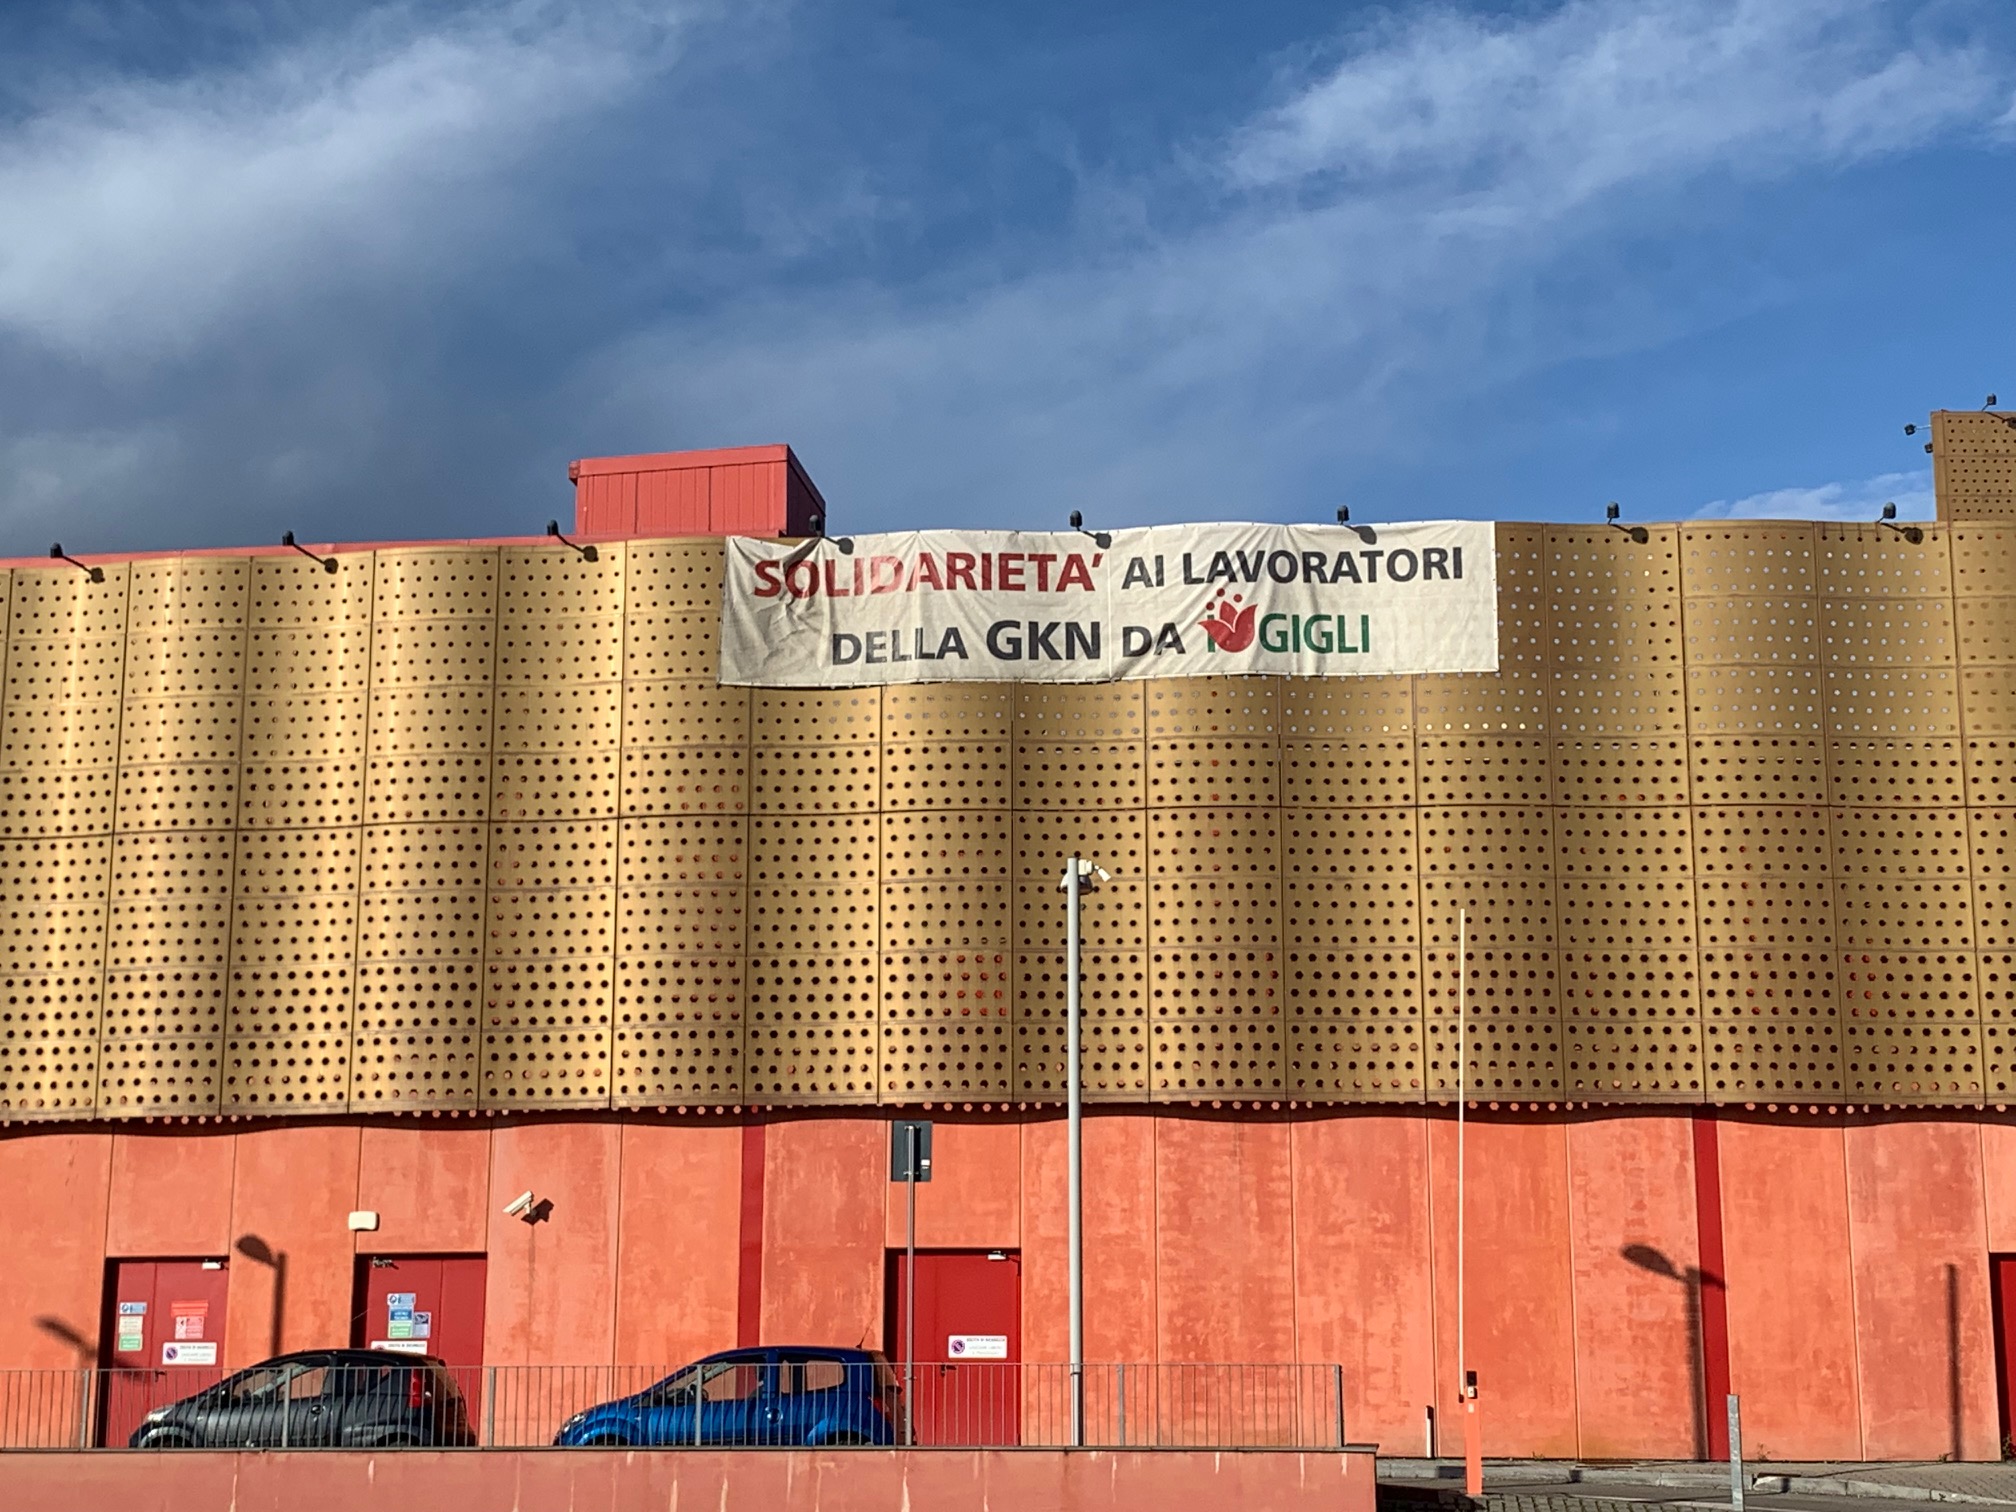 SOLIDARIETA' AI LAVORATORI
DELLA GKN DA I GIGLI